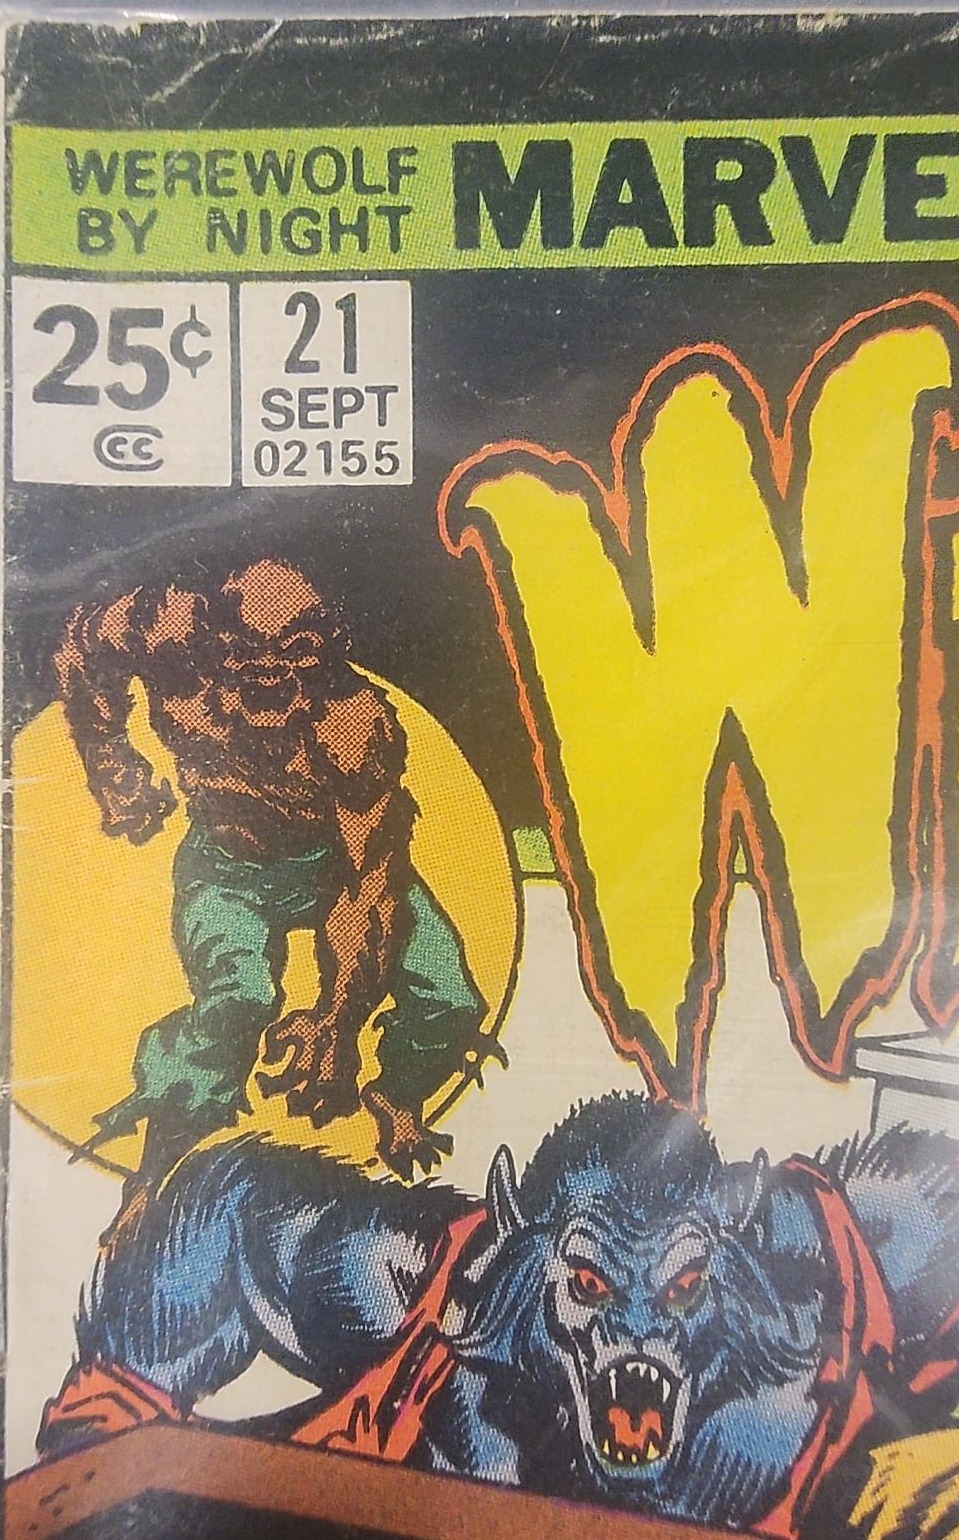 WEREWOLF
BY NIGHT
MARVE
25¢
CC
21
SEPT
02155
W